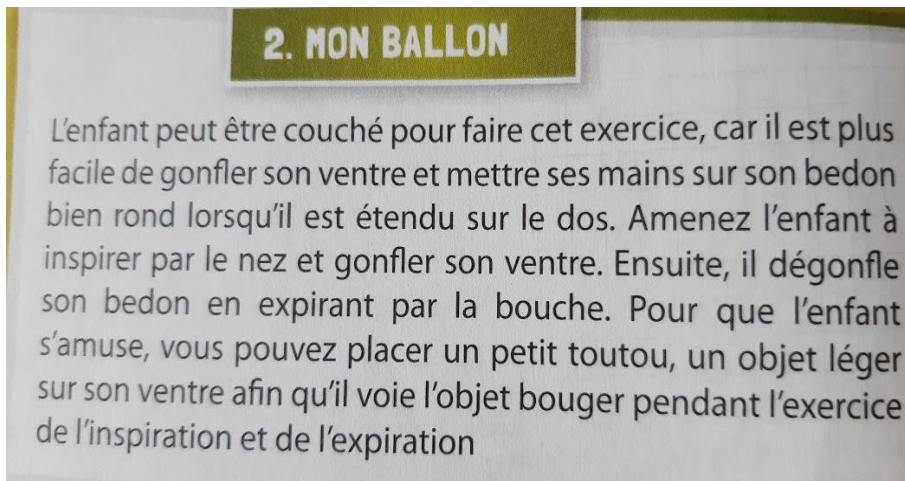 2. MON BALLON
L'enfant peut être couché pour faire cet exercice, car il est plus
facile de gonfler son ventre et mettre ses mains sur son bedon
bien rond lorsqu'il est étendu sur le dos. Amenez l'enfant à
inspirer par le nez et gonfler son ventre. Ensuite, il dégonfle
son bedon en expirant par la bouche. Pour que l'enfant
s'amuse, vous pouvez placer un petit toutou, un objet léger
sur son ventre afin qu'il voie l'objet bouger pendant l'exercice
de l'inspiration et de l'expiration